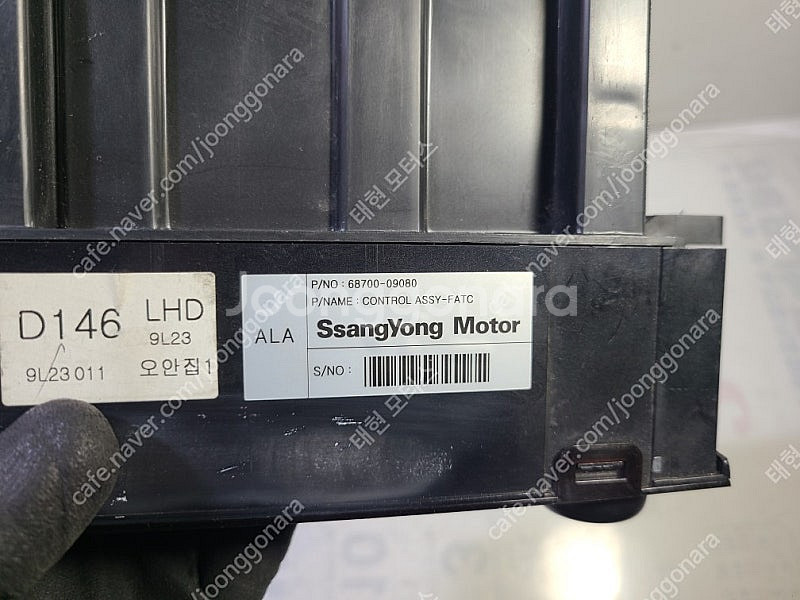 D146
LHD
9L23
9L23 011
오안집1
ALA
P/NO : 68700-09080
P/NAME : CONTROL ASSY-FATC
SsangYong Motor
S/NO :
Joonggonara
cafe.naver.com/joonggonara
태현 모터스